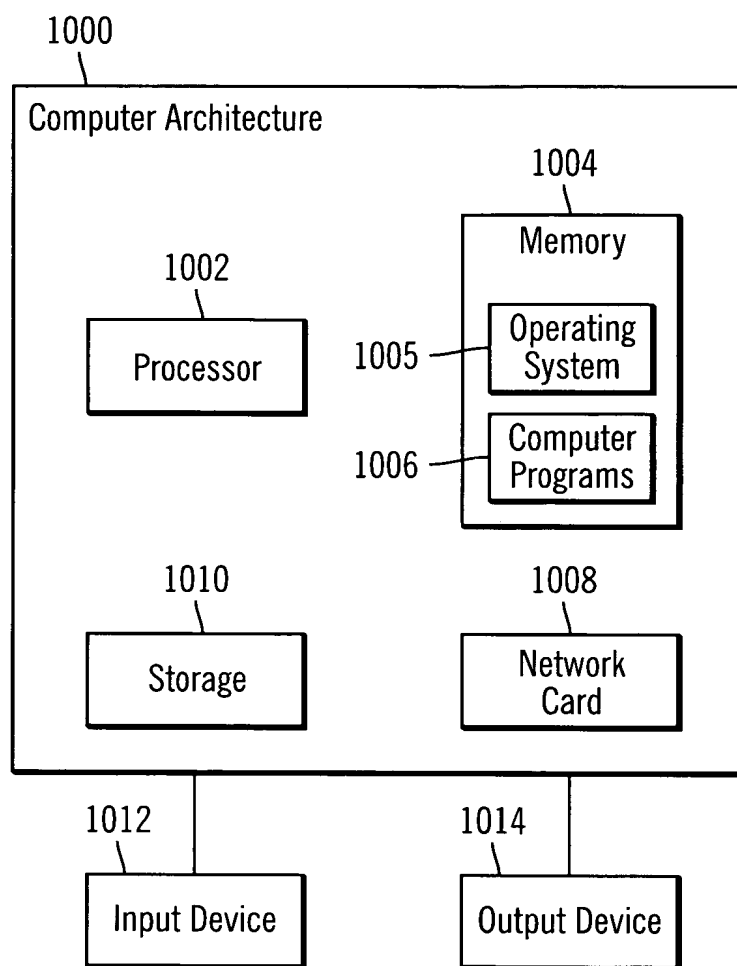 1000
Computer Architecture
1004
Memory
1002
Processor
1005
Operating
System
1006
Computer
Programs
1010
Storage
1008
Network
Card
1012
Input Device
1014
Output Device